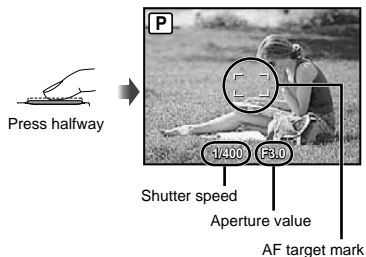 P
Press halfway
1/400 F3.0
Shutter speed
Aperture value
AF target mark